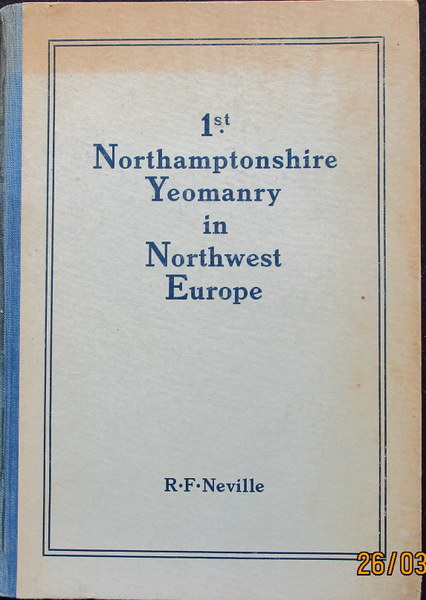 1st.
Northamptonshire
Yeomanry
in
Northwest
Europe
R·F·Neville
26/03